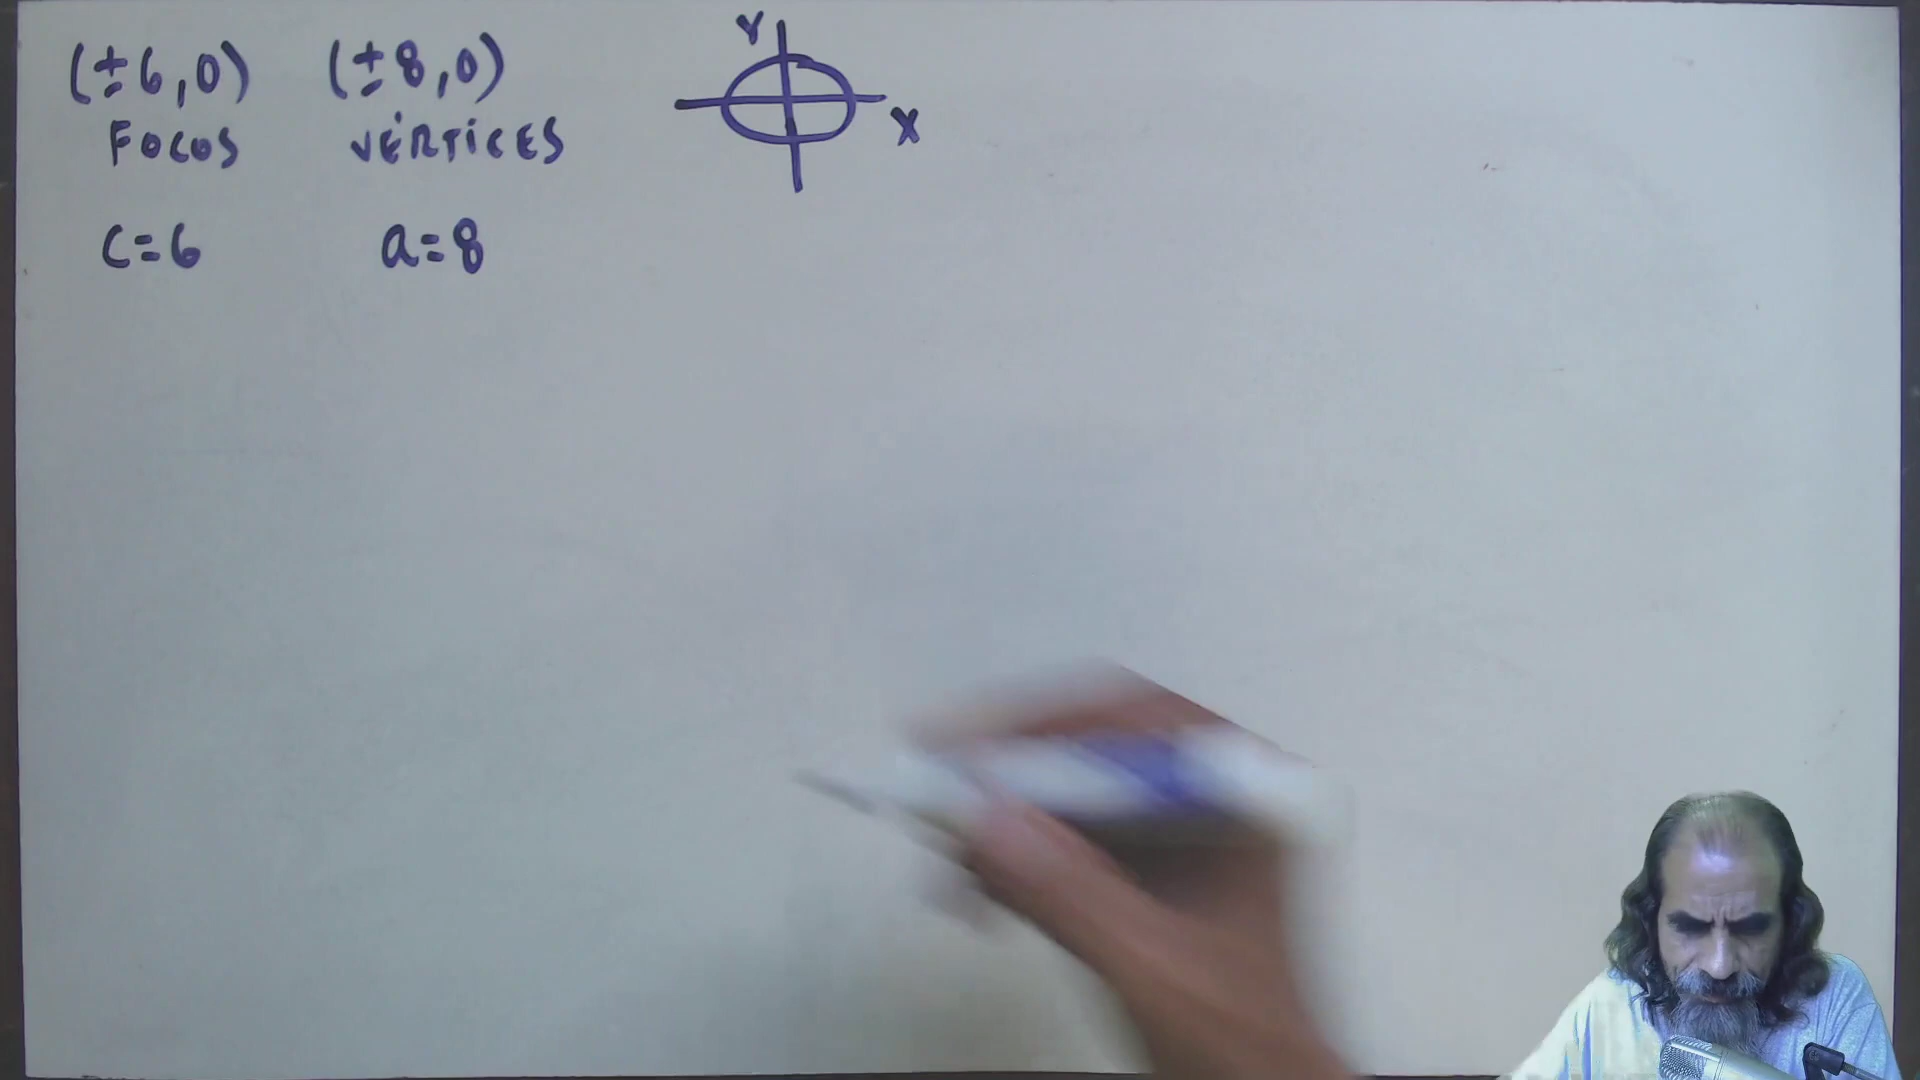 (±6,0) (±8,0)
FOCOS VÉRTICES
c=6 a=8
Y
X